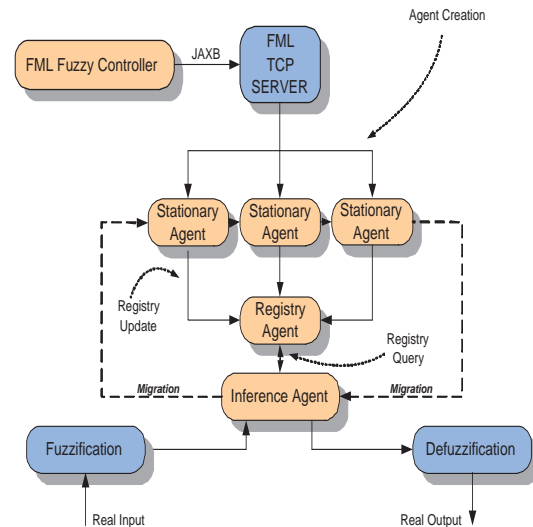 Agent Creation
FML Fuzzy Controller
JAXB
FML
TCP
SERVER
Stationary
Agent
Stationary
Agent
Stationary
Agent
Registry
Update
Registry
Agent
Registry
Query
Migration
Inference Agent
Migration
Fuzzification
Defuzzification
Real Input
Real Output